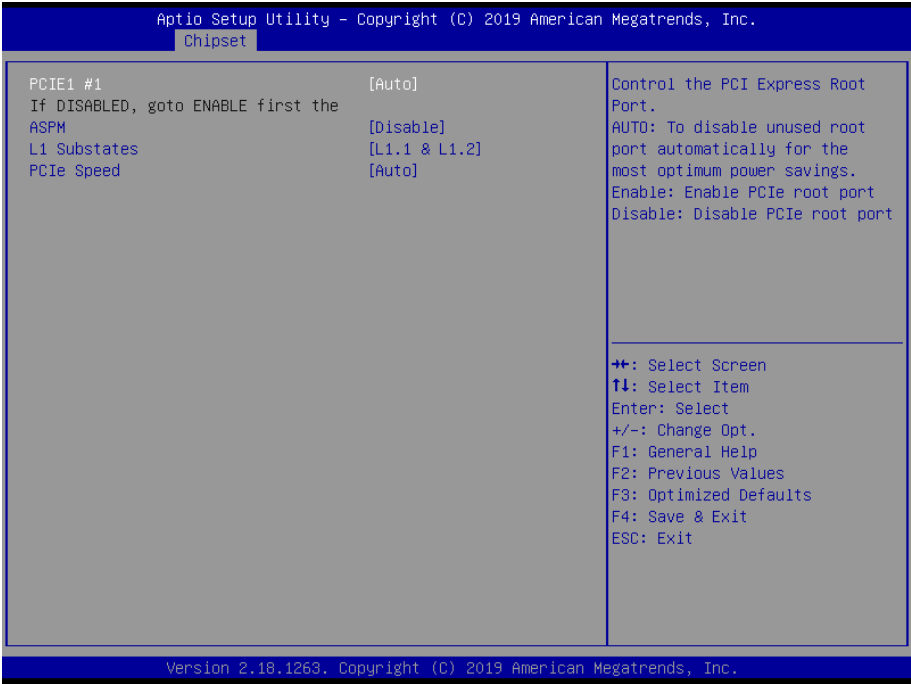 Aptio Setup Utility – Copyright (C) 2019 American Megatrends, Inc.
Chipset
PCIE1 #1 [Auto]
If DISABLED, goto ENABLE first the
ASPM [Disable]
L1 Substates [L1.1 & L1.2]
PCIe Speed [Auto]
Control the PCI Express Root
Port.
AUTO: To disable unused root
port automatically for the
most optimum power savings.
Enable: Enable PCIe root port
Disable: Disable PCIe root port
→←: Select Screen
↑↓: Select Item
Enter: Select
+/-: Change Opt.
F1: General Help
F2: Previous Values
F3: Optimized Defaults
F4: Save & Exit
ESC: Exit
Version 2.18.1263. Copyright (C) 2019 American Megatrends, Inc.